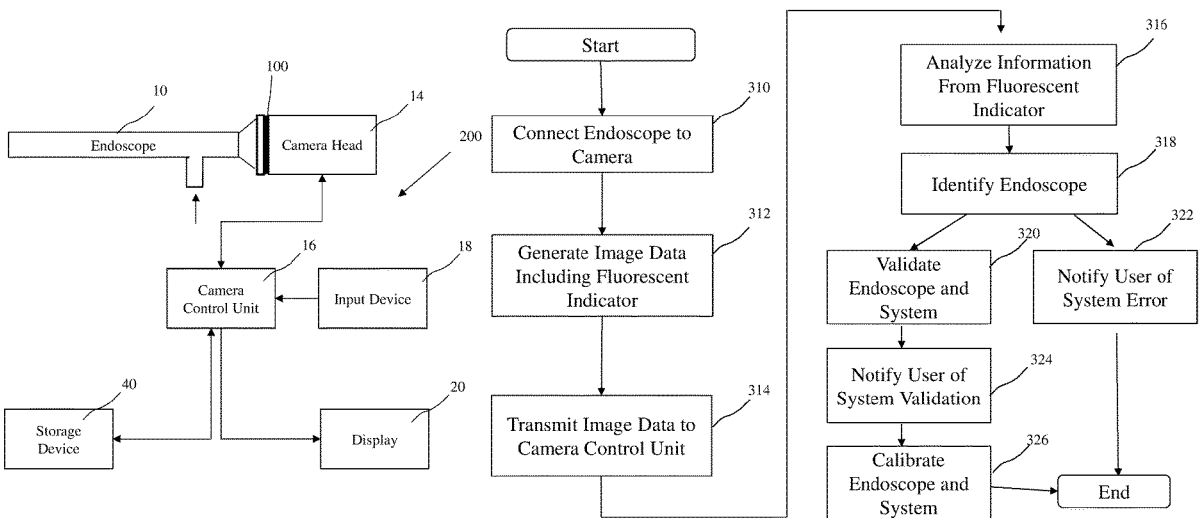 10
Endoscope
100
14
Camera Head
200
16
Camera
Control Unit
18
Input Device
40
Storage
Device
20
Display
Start
310
Connect Endoscope to
Camera
312
Generate Image Data
Including Fluorescent
Indicator
314
Transmit Image Data to
Camera Control Unit
316
Analyze Information
From Fluorescent
Indicator
318
Identify Endoscope
320
Validate
Endoscope and
System
322
Notify User of
System Error
324
Notify User of
System Validation
326
Calibrate
Endoscope and
System
End